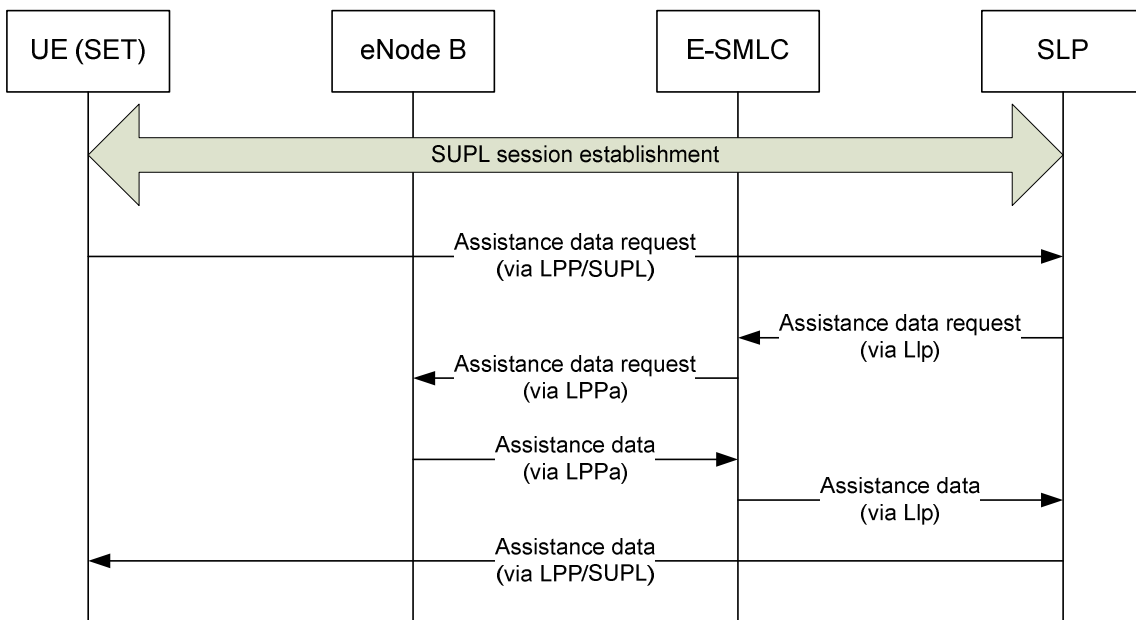 UE (SET)
eNode B
E-SMLC
SLP
SUPL session establishment
Assistance data request
(via LPP/SUPL)
Assistance data request
(via Llp)
Assistance data request
(via LPPa)
Assistance data
(via LPPa)
Assistance data
(via Llp)
Assistance data
(via LPP/SUPL)